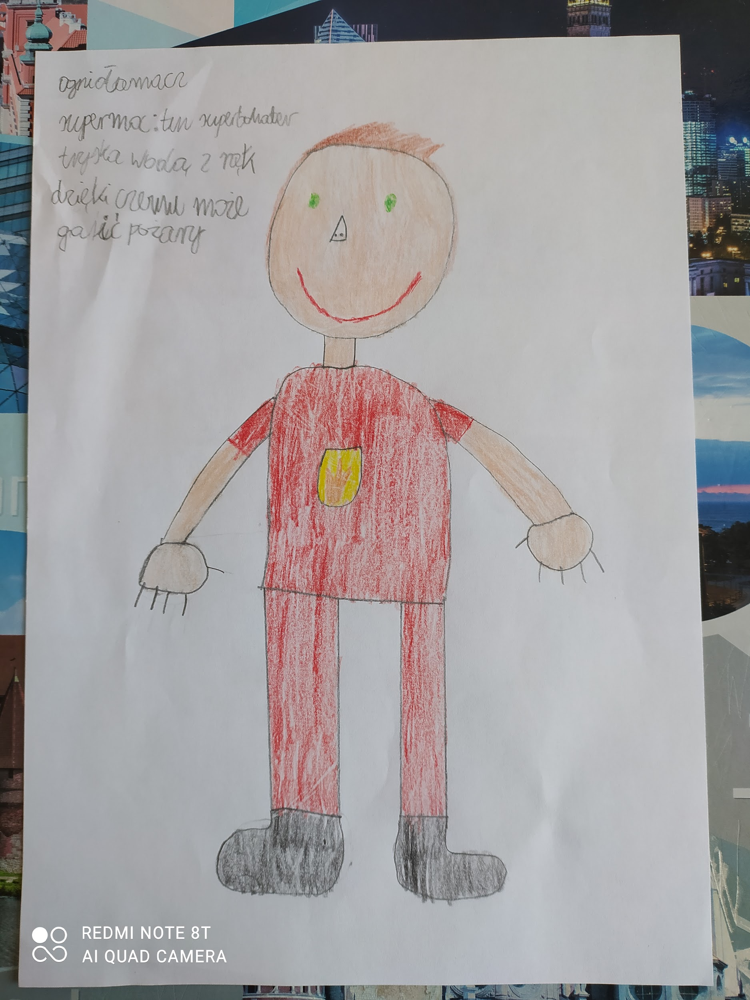 ogniołamacz
supermoc: ten superbohater
tryska wodą z rąk
dzięki czemu może
gasić pożary
REDMI NOTE 8T
AI QUAD CAMERA